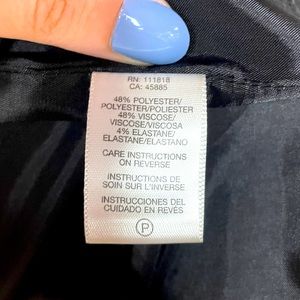 RN: 111818
CA: 45885
48% POLYESTER/
POLYESTER/POLIESTER
48% VISCOSE/
VISCOSE/VISCOSA
4% ELASTANE/
ELASTANE/ELASTANO
CARE INSTRUCTIONS
ON REVERSE
INSTRUCTIONS DE
SOIN SUR L'INVERSE
INSTRUCCIONES DEL
CUIDADO EN REVÉS
P